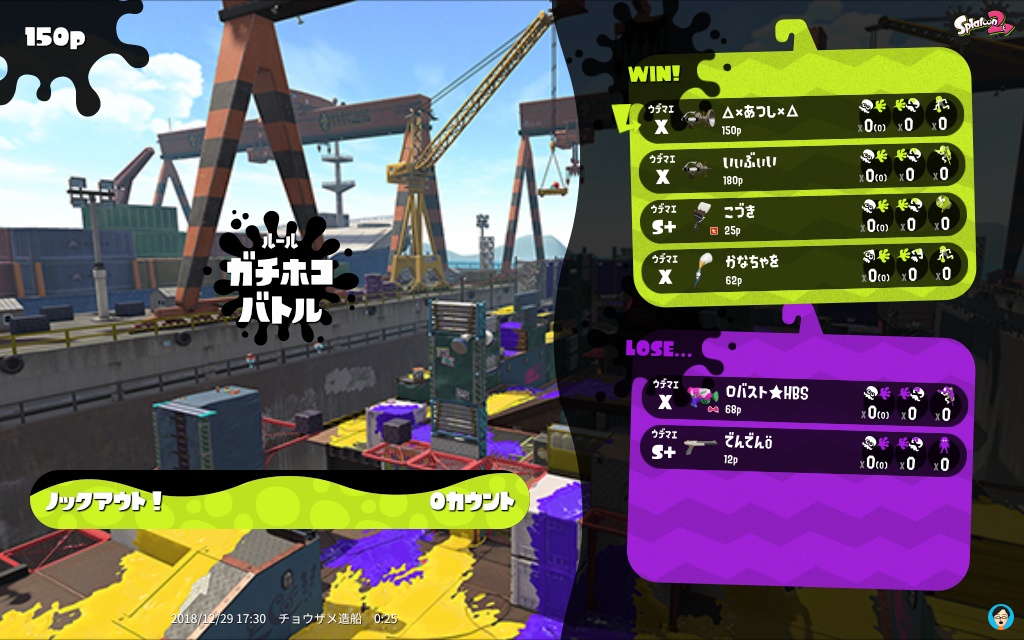 150p
Splatoon 2
ルール
ガチホコ
バトル
ノックアウト! 0カウント
2018/12/29 17:30 チョウザメ造船 0:25
WIN!
ウデマエ X △×あつし×△ 150p x0(0) x0 x0
ウデマエ X いいぶいい 180p x0(0) x0 x0
ウデマエ S+ こづき 25p x0(0) x0 x0
ウデマエ X かなちゃを 62p x0(0) x0 x0
LOSE...
ウデマエ X 0バスト★HBS 68p x0(0) x0 x0
ウデマエ S+ でんでんö 12p x0(0) x0 x0